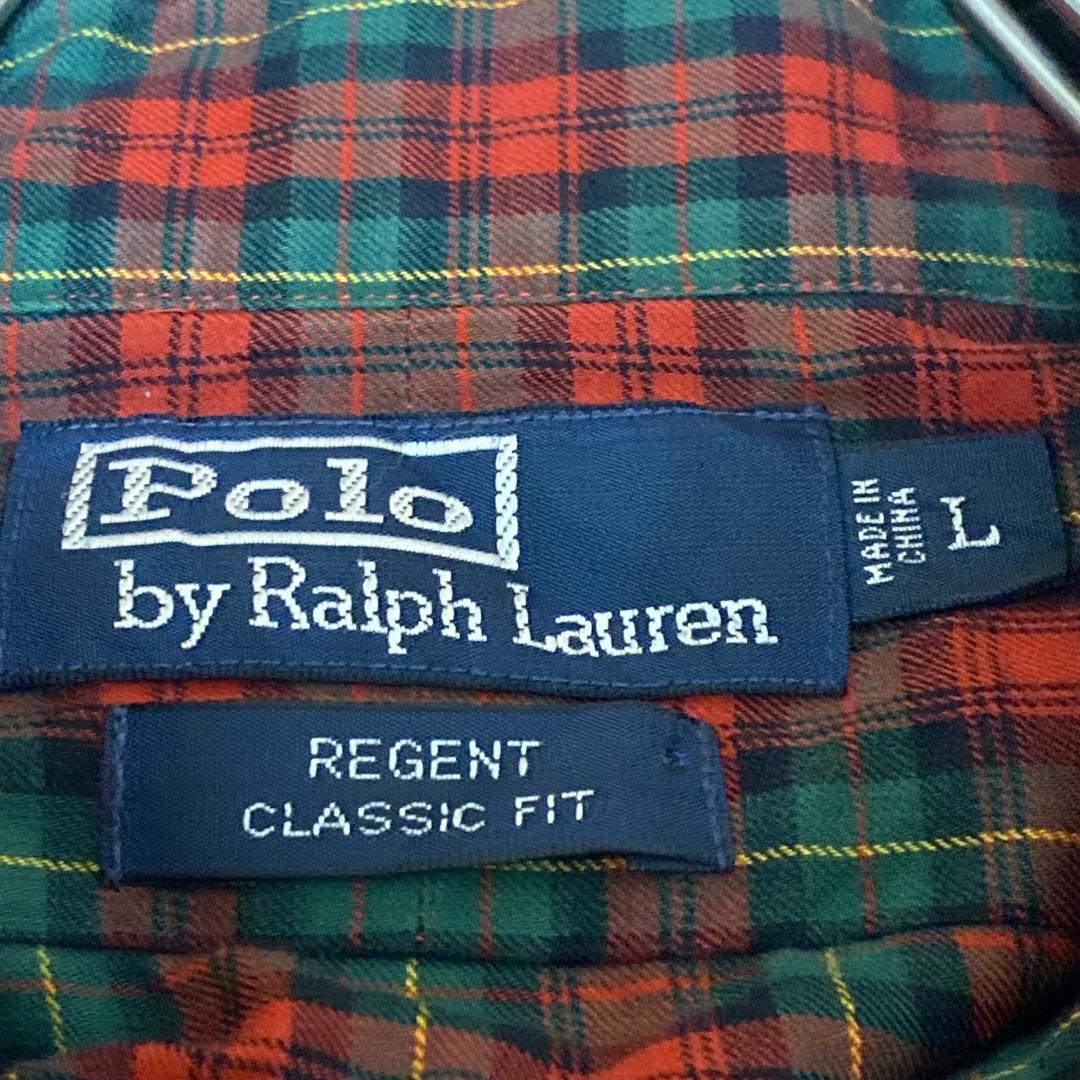 Polo
by Ralph Lauren
MADE IN
CHINA
L
REGENT
CLASSIC FIT